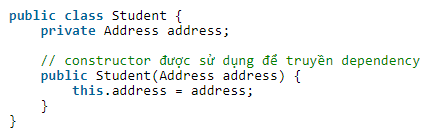 public class Student {
    private Address address;

    // constructor được sử dụng để truyền dependency
    public Student(Address address) {
        this.address = address;
    }
}